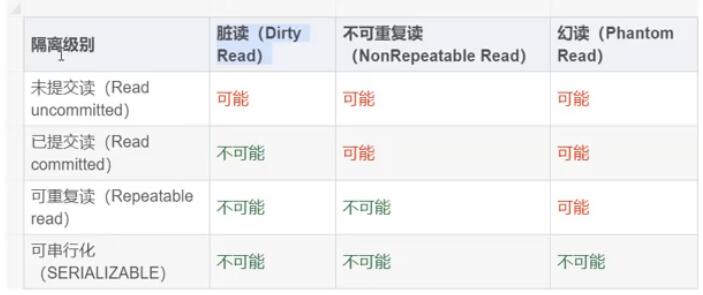 隔离级别 脏读（Dirty Read） 不可重复读（NonRepeatable Read） 幻读（Phantom Read）
未提交读（Read uncommitted） 可能 可能 可能
已提交读（Read committed） 不可能 可能 可能
可重复读（Repeatable read） 不可能 不可能 可能
可串行化（SERIALIZABLE） 不可能 不可能 不可能